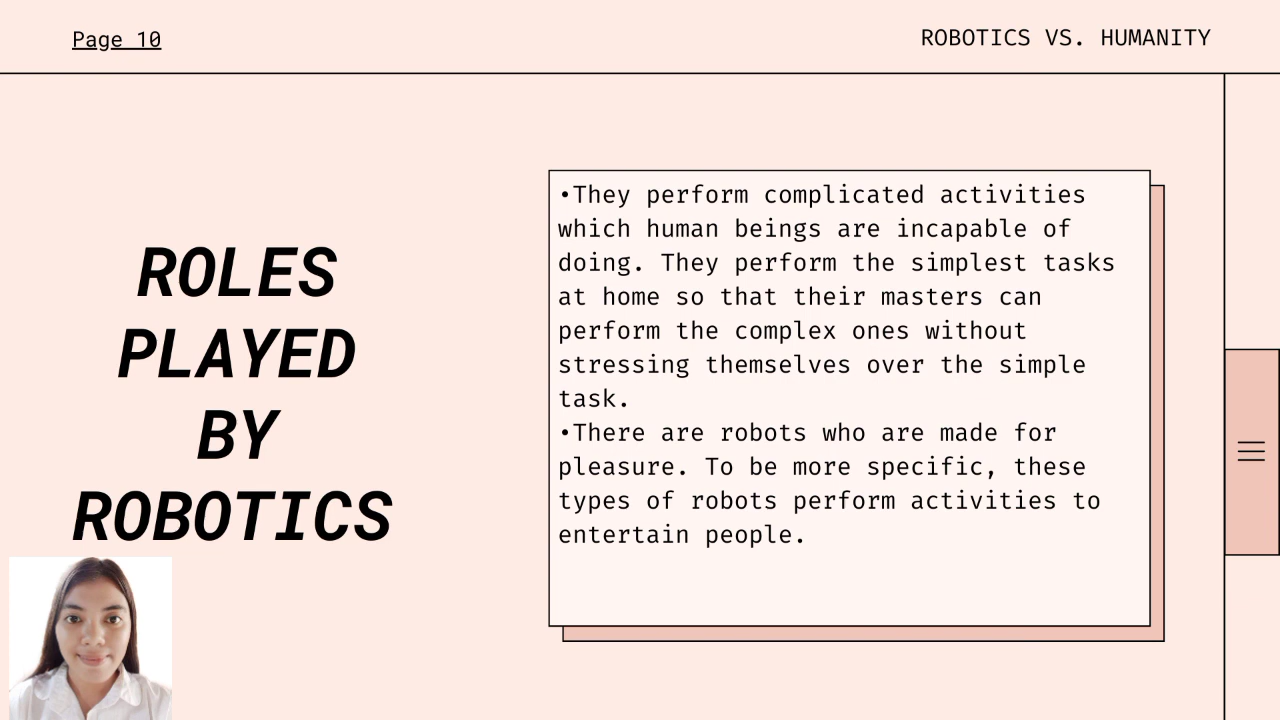 Page 10
ROBOTICS VS. HUMANITY
ROLES
PLAYED
BY
ROBOTICS
•They perform complicated activities
which human beings are incapable of
doing. They perform the simplest tasks
at home so that their masters can
perform the complex ones without
stressing themselves over the simple
task.
•There are robots who are made for
pleasure. To be more specific, these
types of robots perform activities to
entertain people.